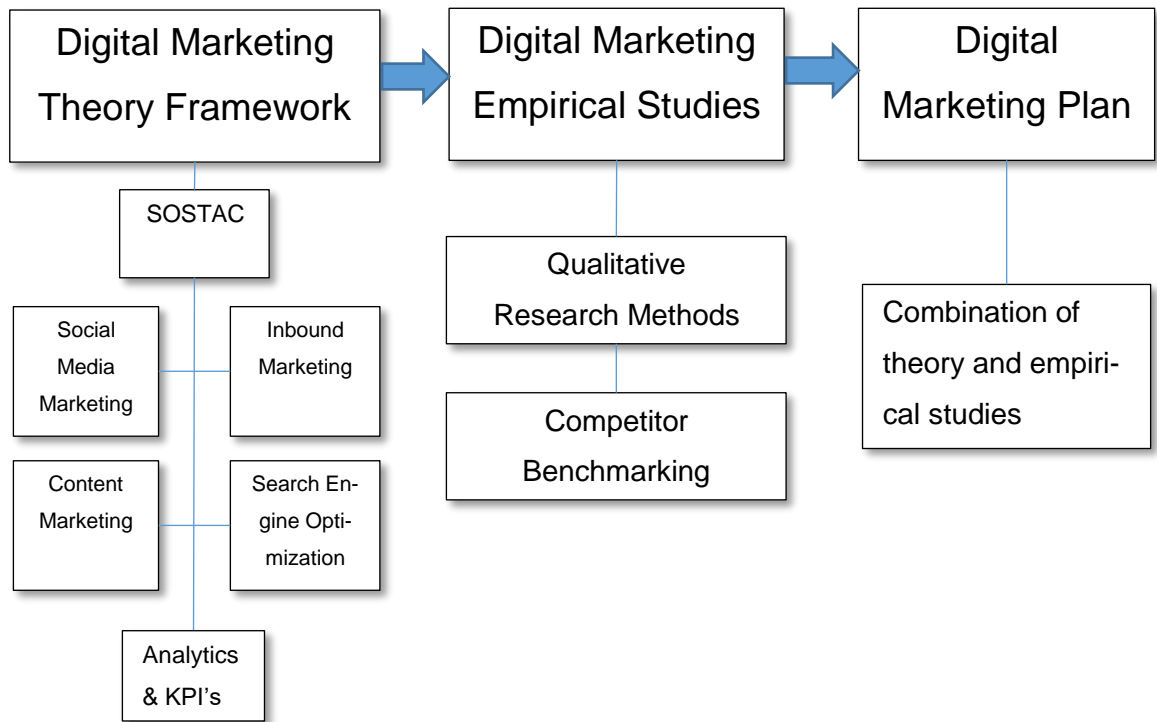 Digital Marketing
Theory Framework
Digital Marketing
Empirical Studies
Digital
Marketing Plan
SOSTAC
Social
Media
Marketing
Inbound
Marketing
Content
Marketing
Search En-
gine Opti-
mization
Analytics
& KPI's
Qualitative
Research Methods
Competitor
Benchmarking
Combination of
theory and empiri-
cal studies